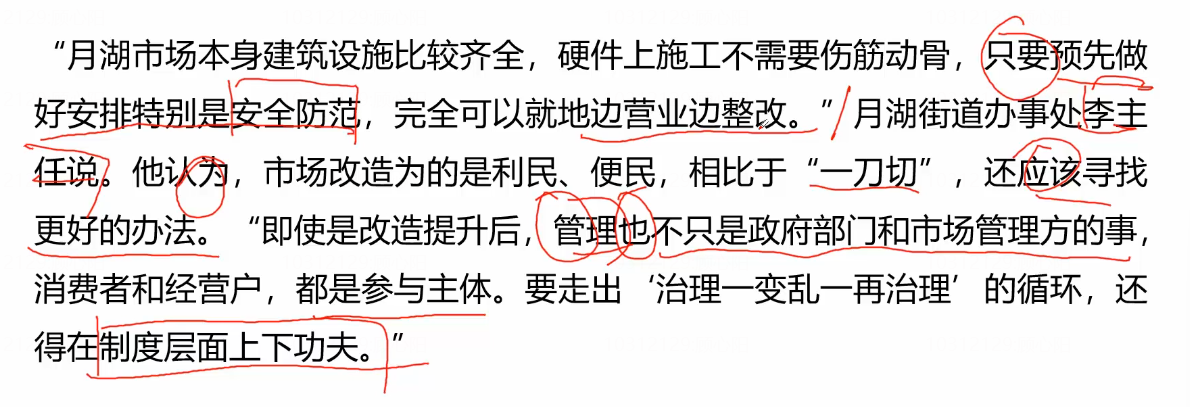 “月湖市场本身建筑设施比较齐全，硬件上施工不需要伤筋动骨，只要预先做
好安排特别是安全防范，完全可以就地边营业边整改。”月湖街道办事处李主
任说。他认为，市场改造为的是利民、便民，相比于“一刀切”，还应该寻找
更好的办法。“即使是改造提升后，管理也不只是政府部门和市场管理方的事，
消费者和经营户，都是参与主体。要走出‘治理一变乱一再治理’的循环，还
得在制度层面上下功夫。”